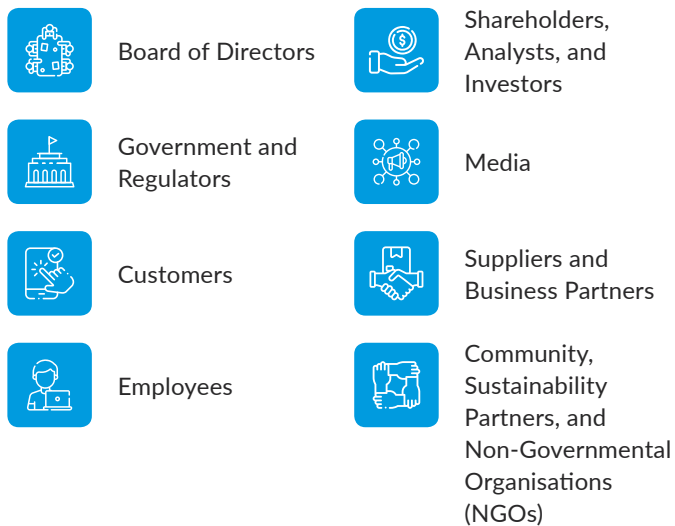 Board of Directors
Shareholders,
Analysts, and
Investors
Government and
Regulators
Media
Customers
Suppliers and
Business Partners
Employees
Community,
Sustainability
Partners, and
Non-Governmental
Organisations
(NGOs)